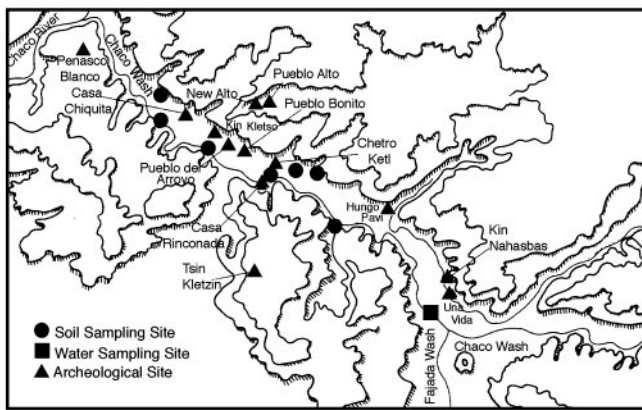 Chaco River
Penasco
Blanco
Chaco Wash
Casa
Chiquita
New Alto
Pueblo Alto
Kin Kletso
Pueblo Bonito
Chetro
Ketl
Pueblo del
Arroyo
Casa
Rinconada
Hungo
Pavi
Kin
Nahasbas
Tsin
Kletzin
Una
Vida
Chaco Wash
Fajada Wash
Soil Sampling Site
Water Sampling Site
Archeological Site